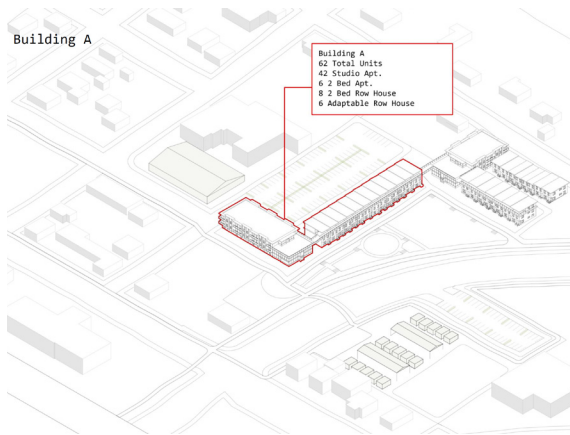 Building A
Building A
62 Total Units
42 Studio Apt.
6 2 Bed Apt.
8 2 Bed Row House
6 Adaptable Row House